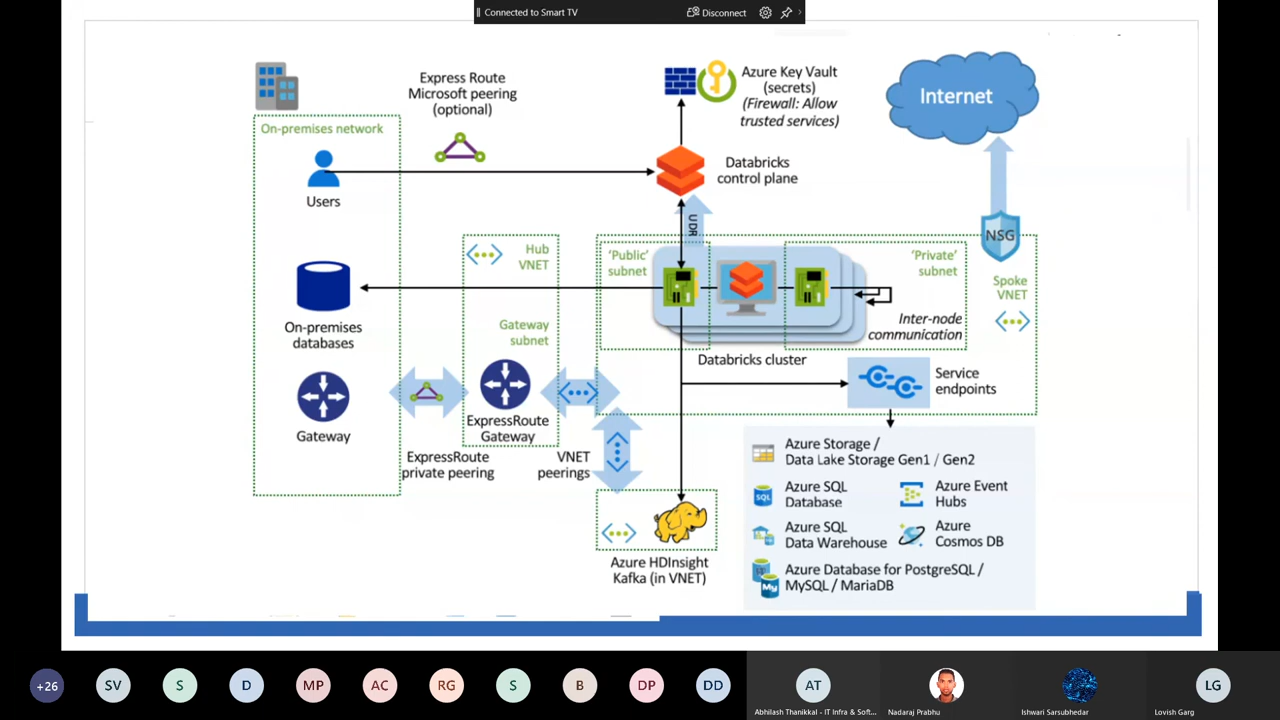 Connected to Smart TV
Disconnect
Express Route
Microsoft peering
(optional)
Azure Key Vault
(secrets)
(Firewall: Allow
trusted services)
Internet
On-premises network
Users
Databricks
control plane
UDR
NSG
Hub
VNET
'Public'
subnet
'Private'
subnet
Spoke
VNET
On-premises
databases
Gateway
subnet
Inter-node
communication
Databricks cluster
Service
endpoints
Gateway
ExpressRoute
Gateway
ExpressRoute
private peering
VNET
peerings
Azure Storage /
Data Lake Storage Gen1 / Gen2
SQL
Azure SQL
Database
Azure Event
Hubs
Azure SQL
Data Warehouse
Azure
Cosmos DB
Azure Database for PostgreSQL /
MySQL / MariaDB
My
Azure HDInsight
Kafka (in VNET)
+26
SV
S
D
MP
AC
RG
S
B
DP
DD
AT
LG
Abhilash Thanikkal - IT Infra & Soft...
Nadaraj Prabhu
Ishwari Sarsubhedar
Lovish Garg